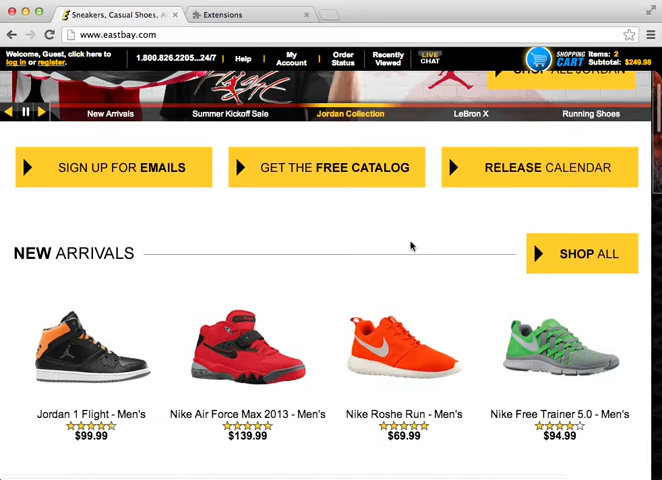 Sneakers, Casual Shoes, A
Extensions
www.eastbay.com
Welcome, Guest, click here to
log in or register.
1.800.826.2205...24/7
Help
My
Account
Order
Status
Recently
Viewed
LIVE
CHAT
SHOPPING
CART
Items: 2
Subtotal: $249.98
SHOP ALL JORDAN
New Arrivals
Summer Kickoff Sale
Jordan Collection
LeBron X
Running Shoes
SIGN UP FOR EMAILS
GET THE FREE CATALOG
RELEASE CALENDAR
NEW ARRIVALS
SHOP ALL
Jordan 1 Flight - Men's
$99.99
Nike Air Force Max 2013 - Men's
$139.99
Nike Roshe Run - Men's
$69.99
Nike Free Trainer 5.0 - Men's
$94.99